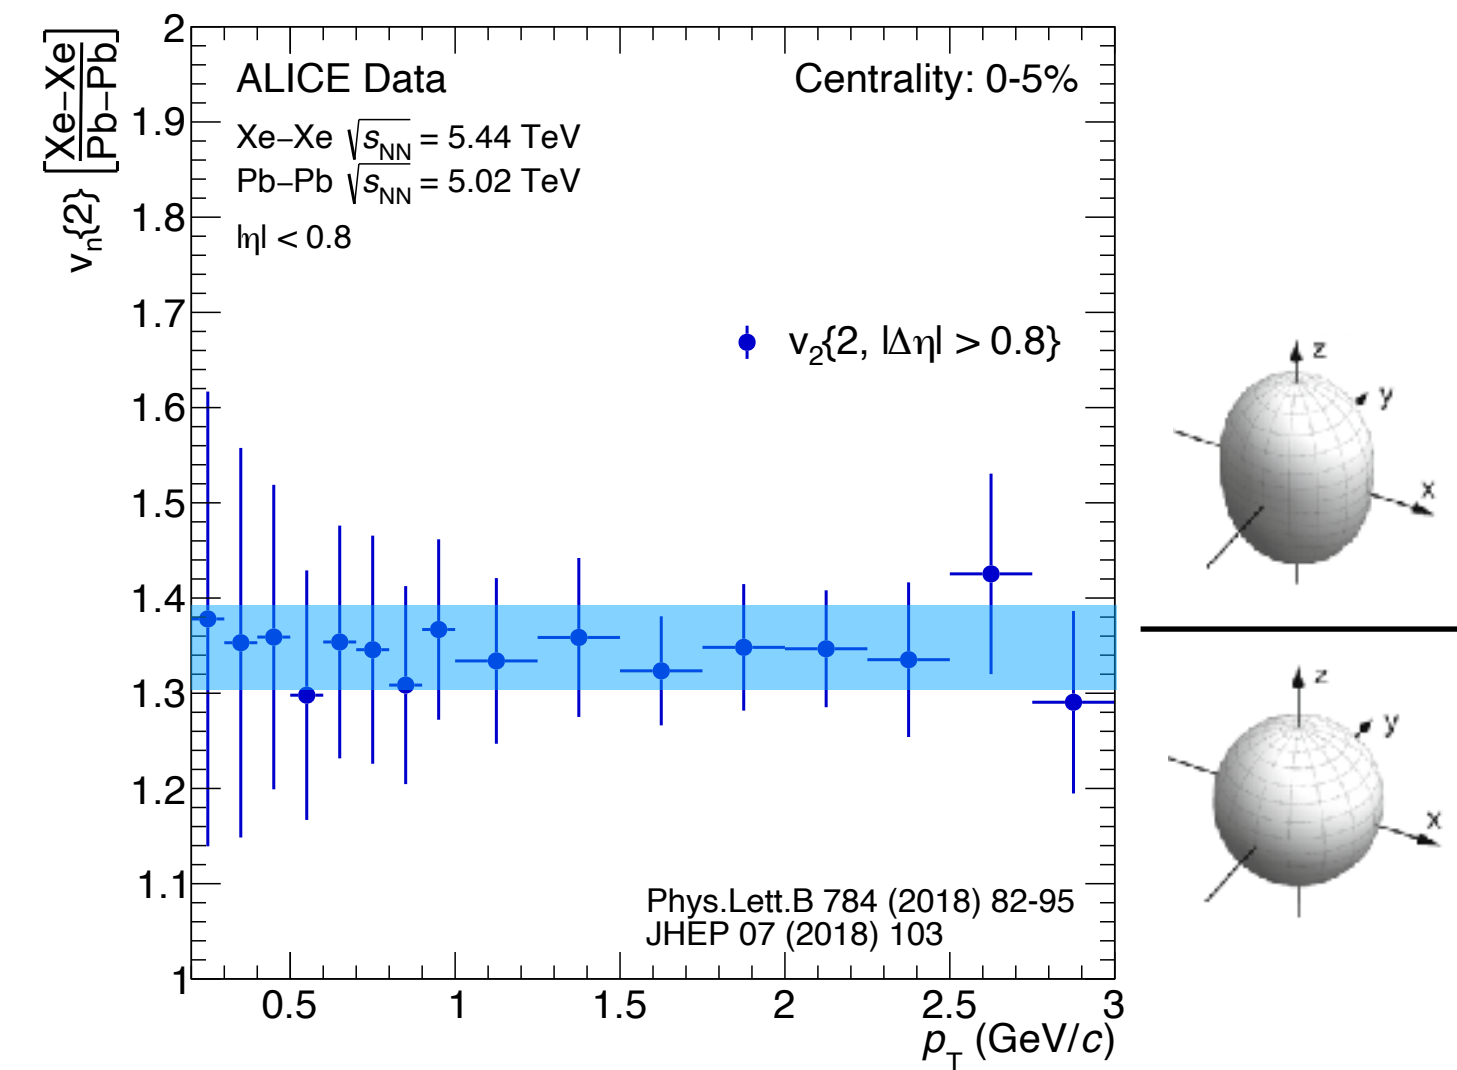 v_n{2} [Xe−Xe / Pb−Pb]
2
1.9
1.8
1.7
1.6
1.5
1.4
1.3
1.2
1.1
1
ALICE Data
Centrality: 0-5%
Xe−Xe √s_NN = 5.44 TeV
Pb−Pb √s_NN = 5.02 TeV
|η| < 0.8
v_2{2, |Δη| > 0.8}
Phys.Lett.B 784 (2018) 82-95
JHEP 07 (2018) 103
0.5 1 1.5 2 2.5 3
p_T (GeV/c)
z
y
x
z
y
x